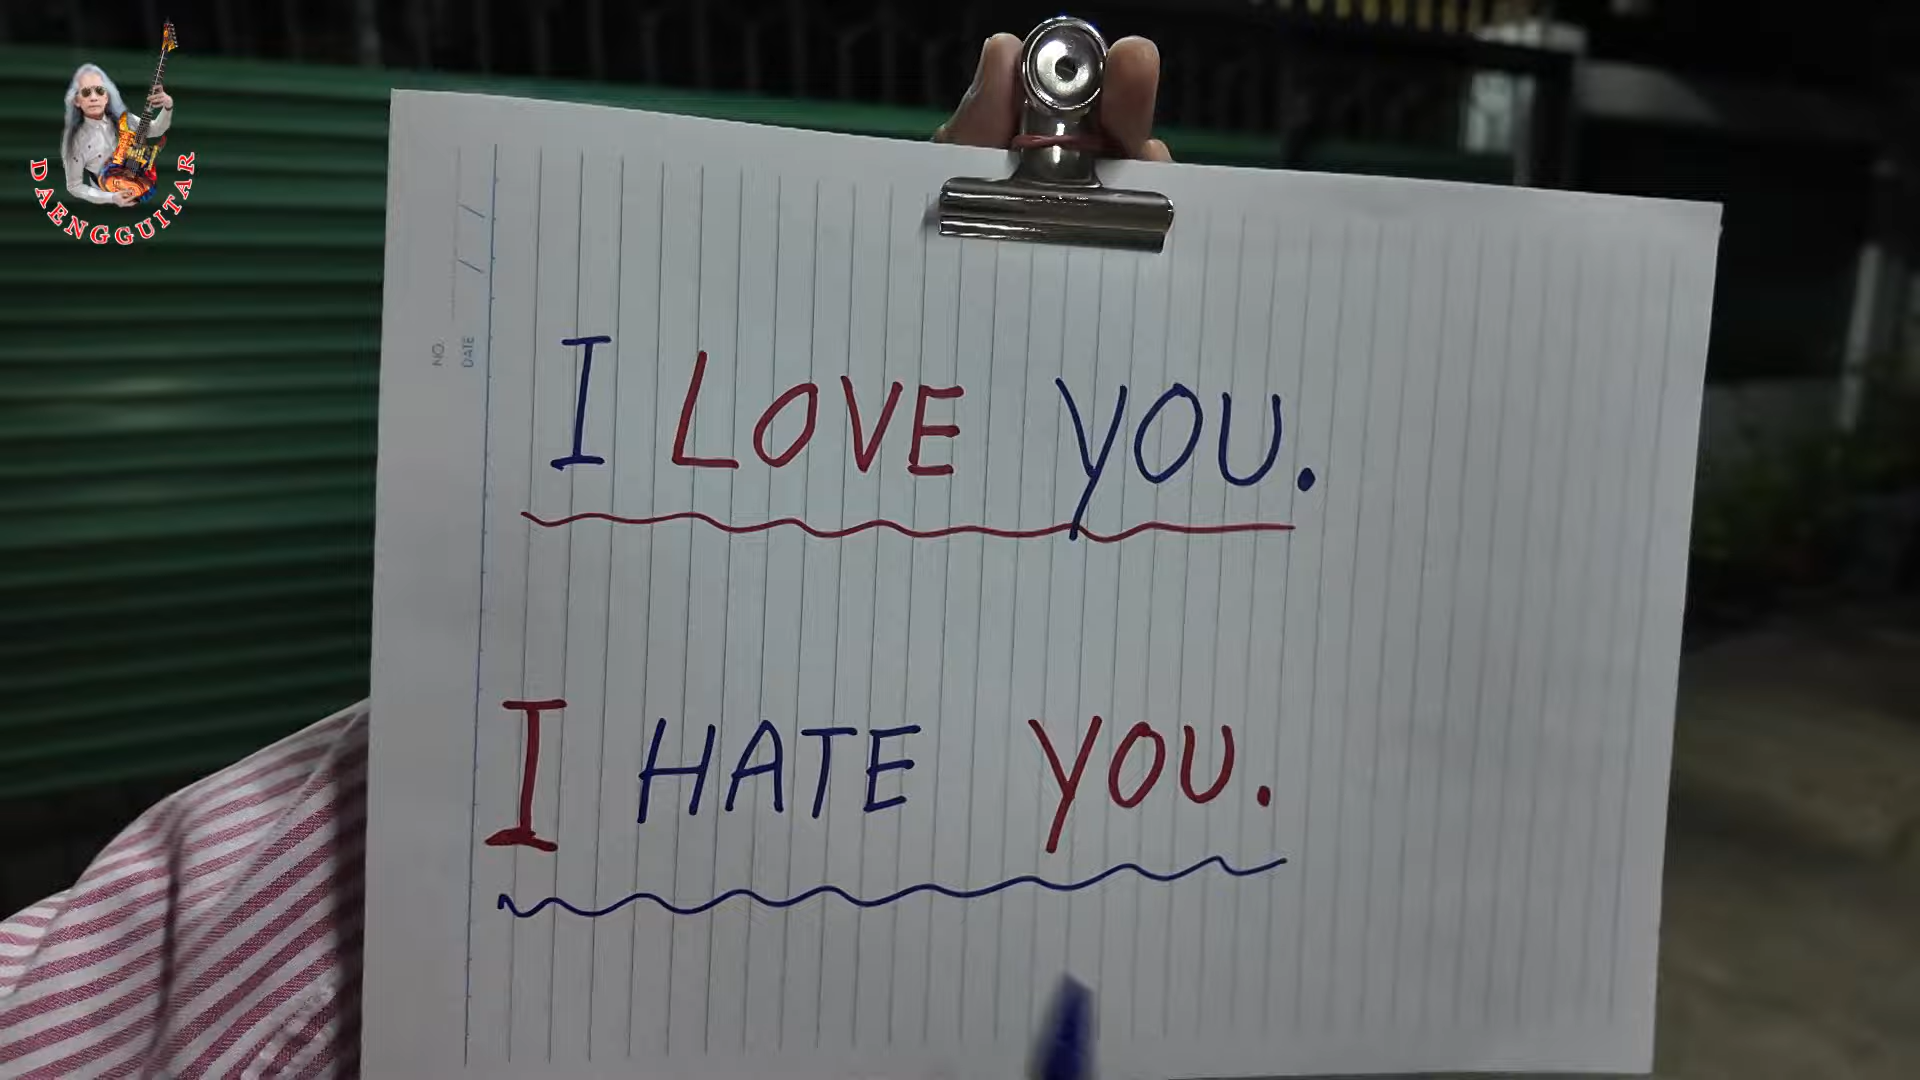 DAENGGUITAR
NO.
DATE / /
I LOVE YOU.
I HATE YOU.